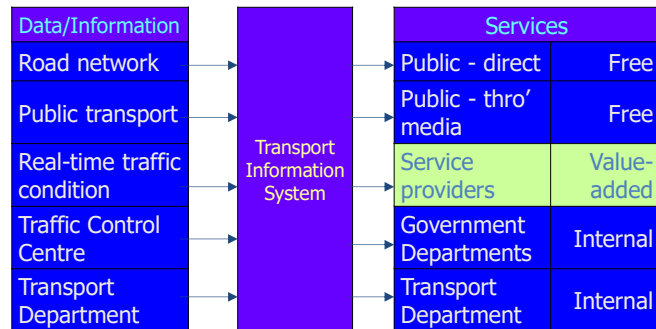 Data/Information
Services
Road network
Public - direct
Free
Public transport
Public - thro'
media
Free
Transport
Information
System
Real-time traffic
condition
Service
providers
Value-
added
Traffic Control
Centre
Government
Departments
Internal
Transport
Department
Transport
Department
Internal